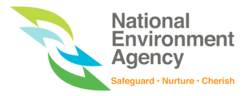 National
Environment
Agency
Safeguard • Nurture • Cherish